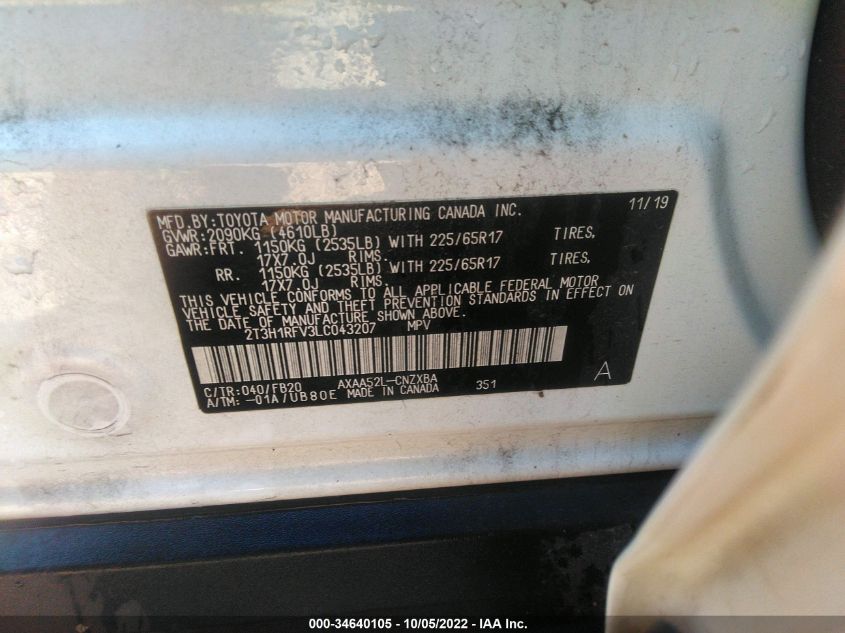 MFD. BY: TOYOTA MOTOR MANUFACTURING CANADA INC. 11/19
GVWR: 2090KG (4610LB)
GAWR: FRT. 1150KG (2535LB) WITH 225/65R17 TIRES,
17X7.0J RIMS.
RR. 1150KG (2535LB) WITH 225/65R17 TIRES,
17X7.0J RIMS.
THIS VEHICLE CONFORMS TO ALL APPLICABLE FEDERAL MOTOR
VEHICLE SAFETY AND THEFT PREVENTION STANDARDS IN EFFECT ON
THE DATE OF MANUFACTURE SHOWN ABOVE.
2T3H1RFV3LC043207 MPV
C/TR: 040/FB20 AXAA52L-CNZXBA 351 A
A/TM: -01A/UB80E MADE IN CANADA
000-34640105 - 10/05/2022 - IAA Inc.